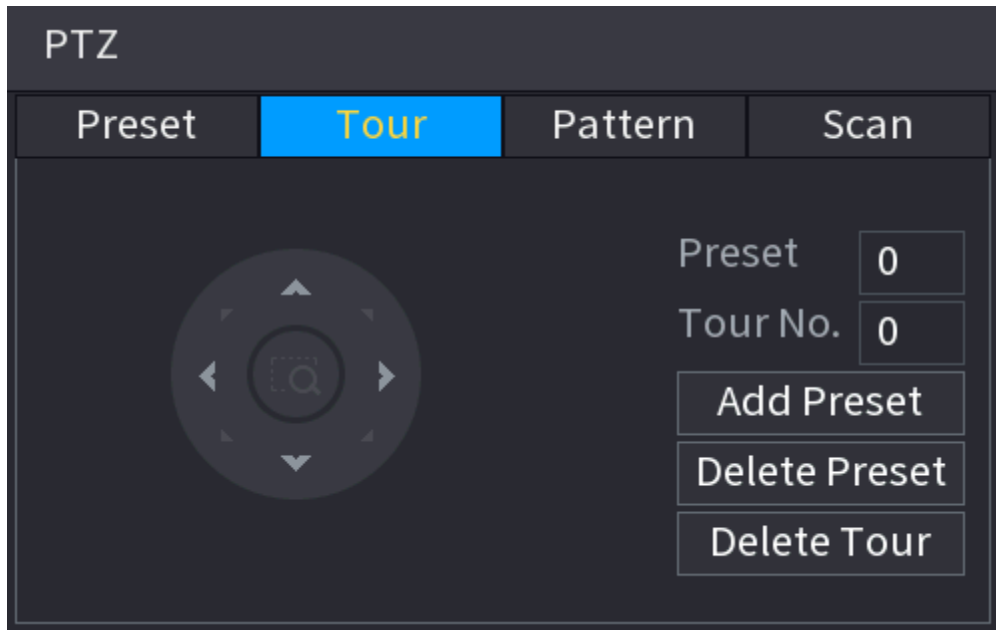 PTZ
Preset Tour Pattern Scan
Preset 0
Tour No. 0
Add Preset
Delete Preset
Delete Tour